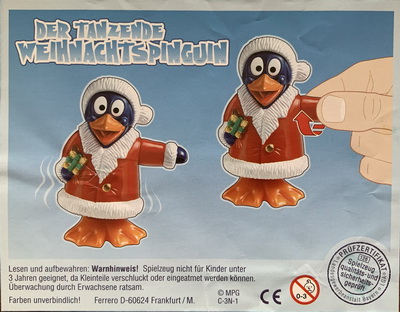 DER TANZENDE
WEIHNACHTSPINGUIN
PRÜFZERTIFIKAT
Spielzeug
qualitäts- und
sicherheits-
geprüft
Lesen und aufbewahren: Warnhinweis! Spielzeug nicht für Kinder unter
3 Jahren geeignet, da Kleinteile verschluckt oder eingeatmet werden können.
Überwachung durch Erwachsene ratsam.
Farben unverbindlich! Ferrero D-60624 Frankfurt / M.
© MPG
C-3N-1
CE
0-3